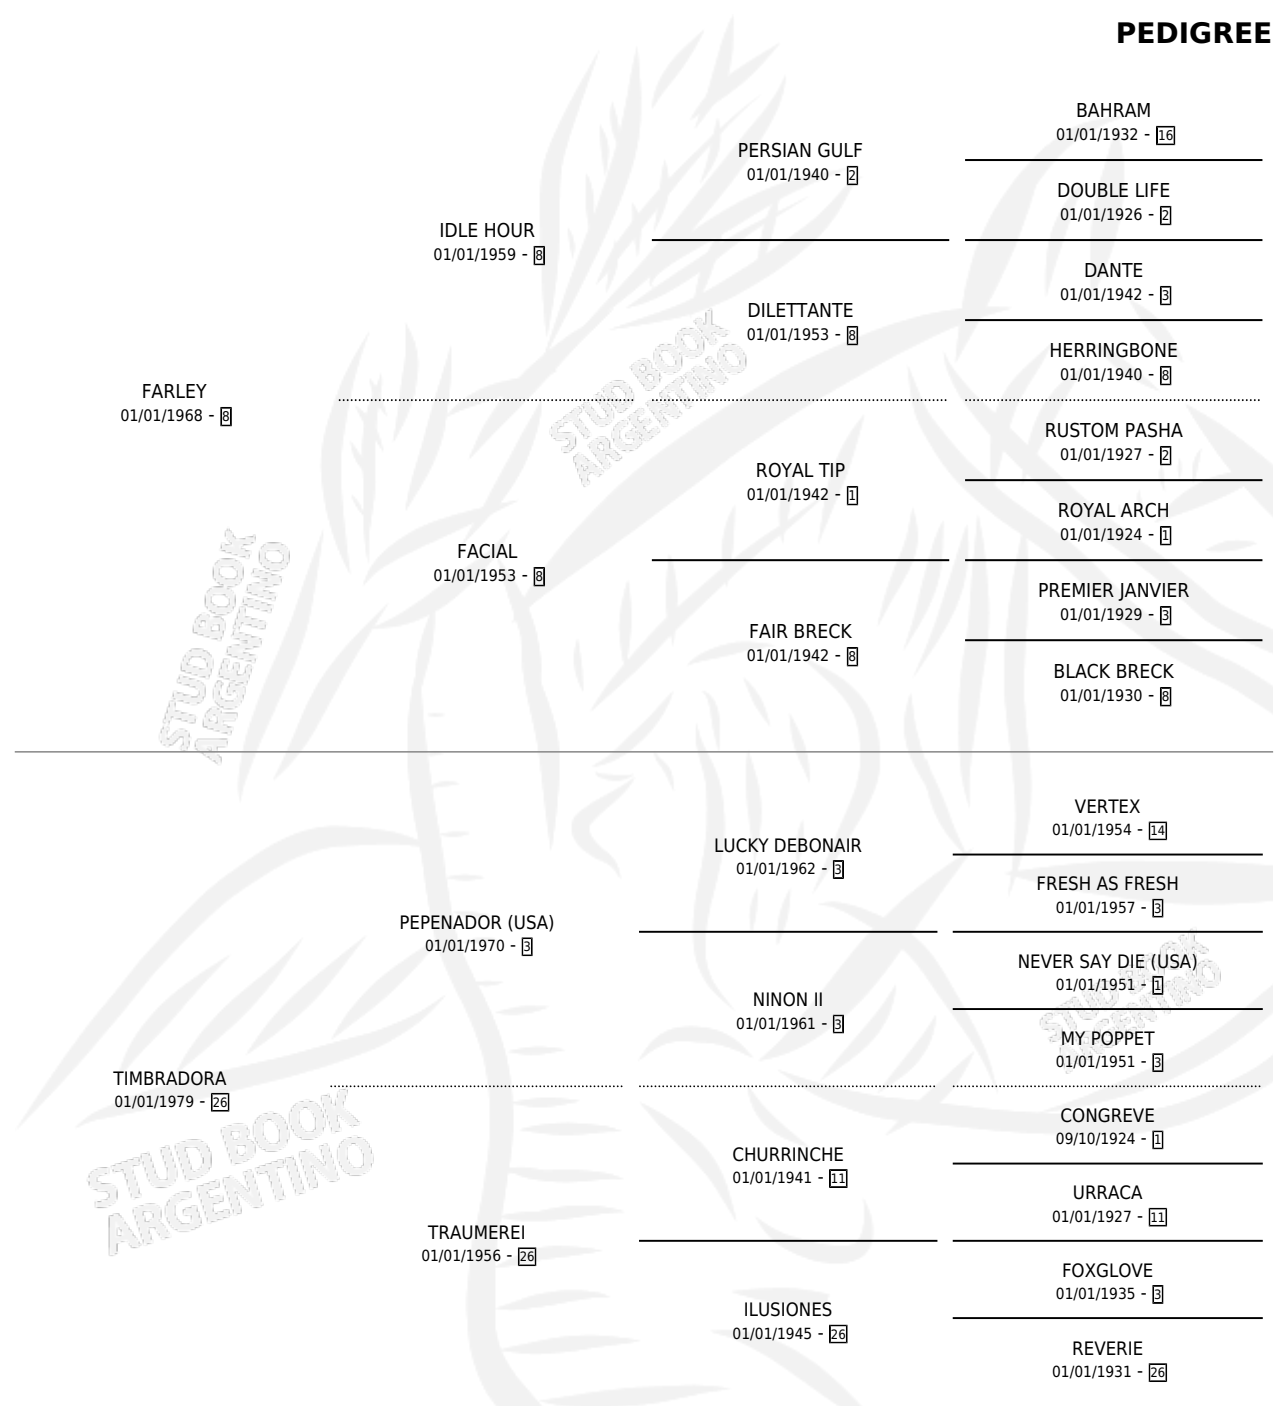 PEDIGREE
BAHRAM
01/01/1932 - 16
PERSIAN GULF
01/01/1940 - 2
DOUBLE LIFE
01/01/1926 - 2
IDLE HOUR
01/01/1959 - 8
DANTE
01/01/1942 - 3
DILETTANTE
01/01/1953 - 8
HERRINGBONE
01/01/1940 - 8
FARLEY
01/01/1968 - 8
RUSTOM PASHA
01/01/1927 - 2
ROYAL TIP
01/01/1942 - 1
ROYAL ARCH
01/01/1924 - 1
FACIAL
01/01/1953 - 8
PREMIER JANVIER
01/01/1929 - 3
FAIR BRECK
01/01/1942 - 8
BLACK BRECK
01/01/1930 - 8
VERTEX
01/01/1954 - 14
LUCKY DEBONAIR
01/01/1962 - 3
FRESH AS FRESH
01/01/1957 - 3
PEPENADOR (USA)
01/01/1970 - 3
NEVER SAY DIE (USA)
01/01/1951 - 1
NINON II
01/01/1961 - 3
MY POPPET
01/01/1951 - 3
TIMBRADORA
01/01/1979 - 26
CONGREVE
09/10/1924 - 1
CHURRINCHE
01/01/1941 - 11
URRACA
01/01/1927 - 11
TRAUMEREI
01/01/1956 - 26
FOXGLOVE
01/01/1935 - 3
ILUSIONES
01/01/1945 - 26
REVERIE
01/01/1931 - 26
STUD BOOK
ARGENTINO
STUD BOOK
ARGENTINO
STUD BOOK
ARGENTINO
STUD BOOK
ARGENTINO